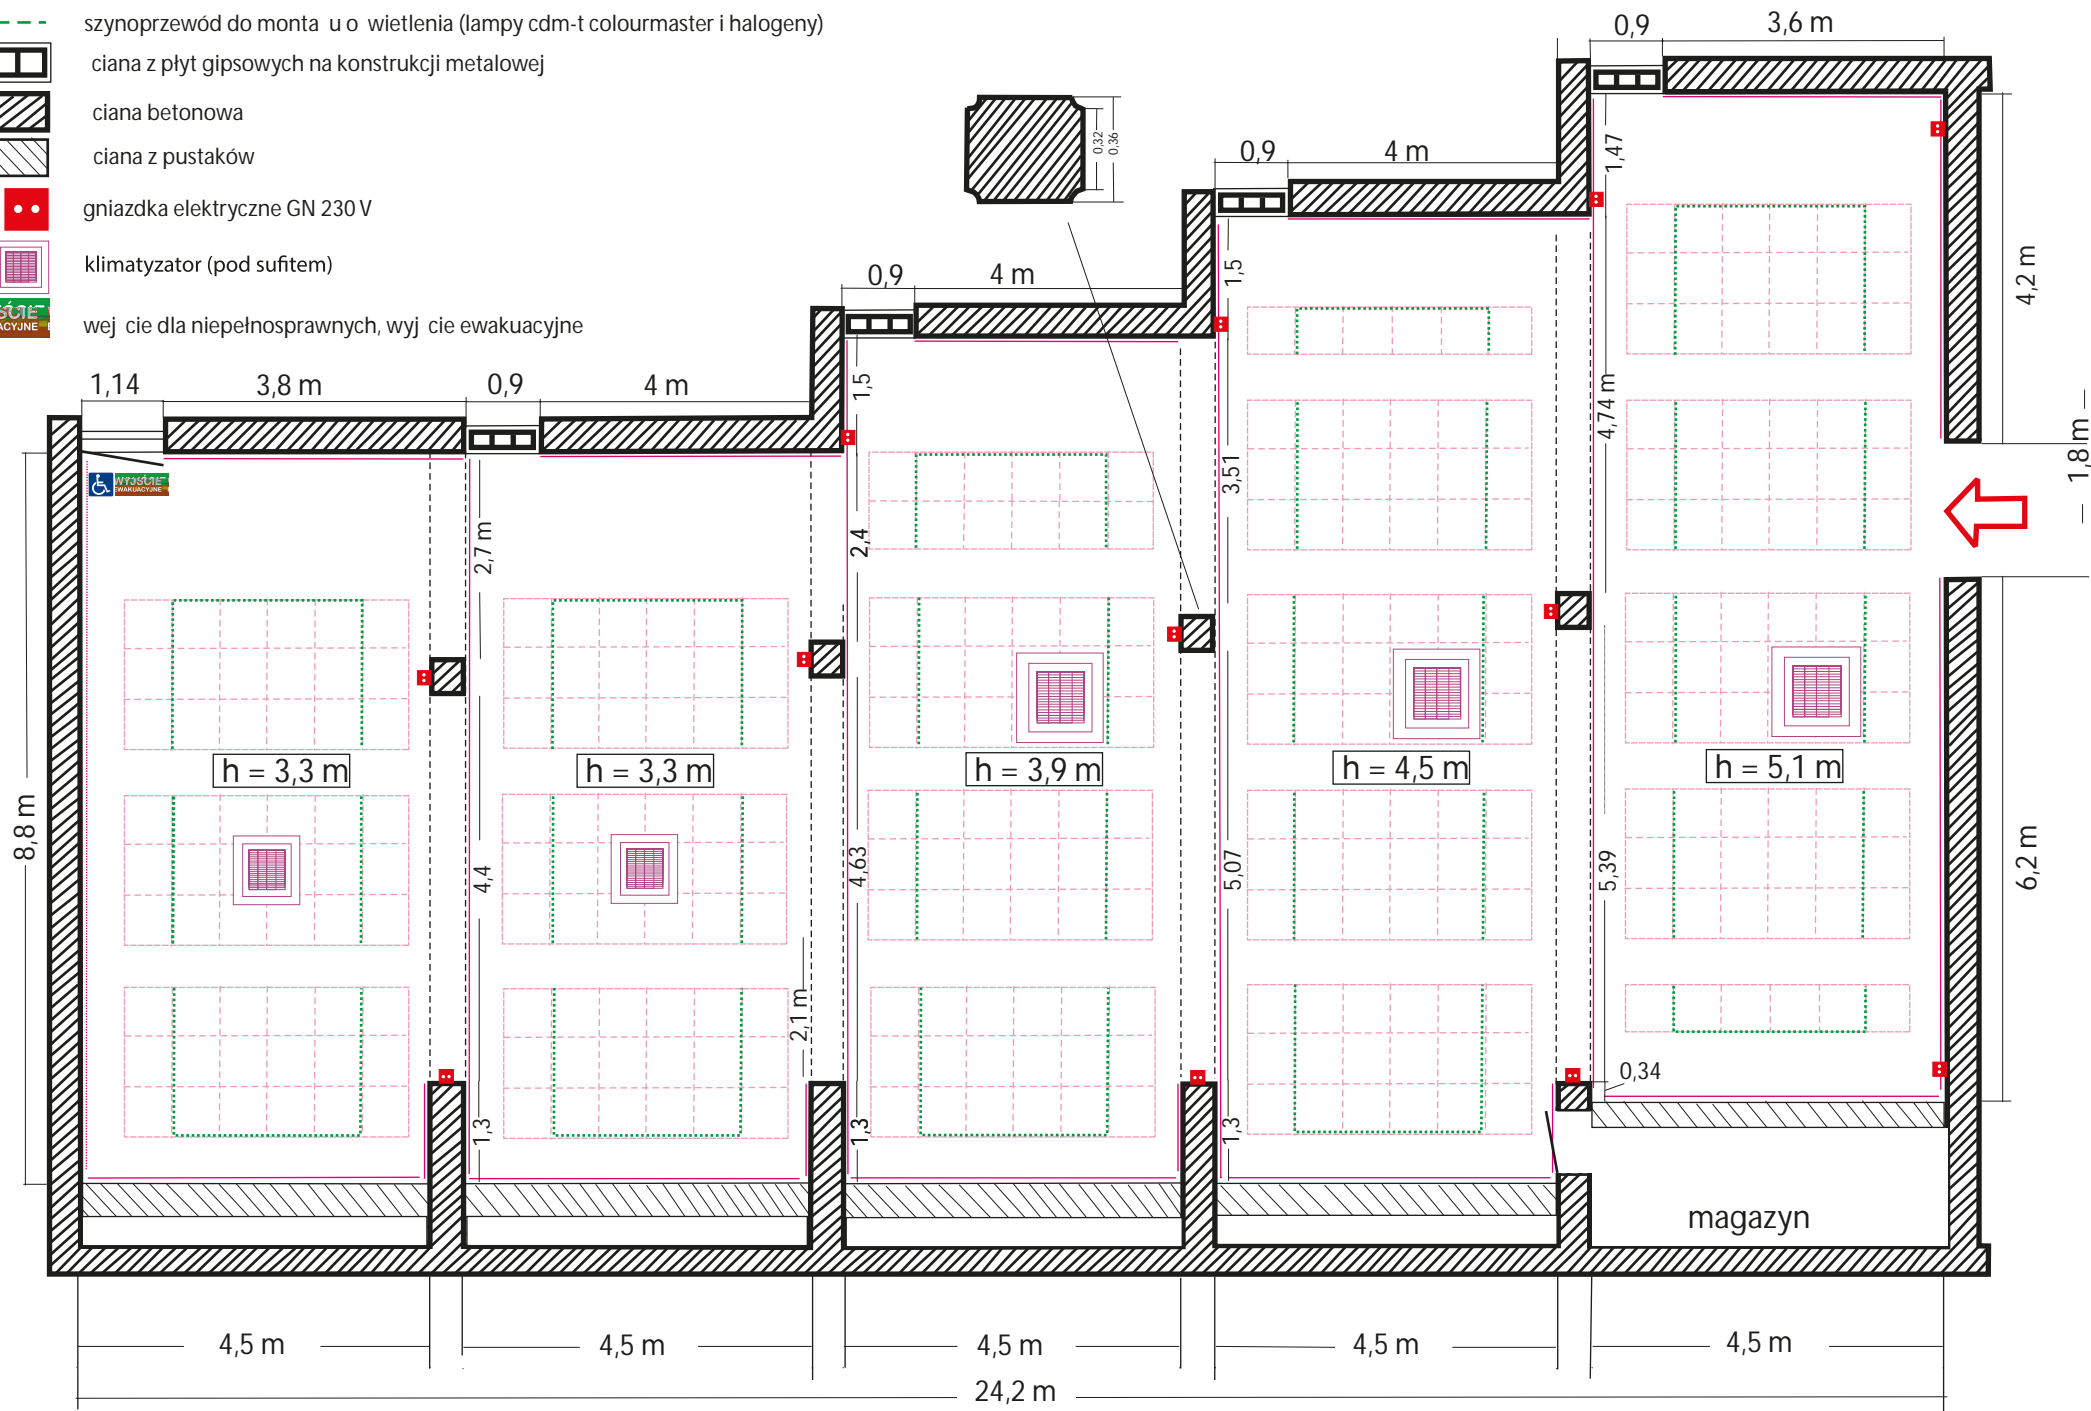 szynoprzewód do monta u o wietlenia (lampy cdm-t colourmaster i halogeny)
ciana z płyt gipsowych na konstrukcji metalowej
ciana betonowa
ciana z pustaków
gniazdka elektryczne GN 230 V
klimatyzator (pod sufitem)
wej cie dla niepełnosprawnych, wyj cie ewakuacyjne
ŚCIE
ACYJNE
0,9
3,6 m
0,32
0,36
0,9
4 m
1,47
0,9
4 m
1,5
4,2 m
1,14
3,8 m
0,9
4 m
1,5
4,74 m
1,8m
WYJŚCIE
EWAKUACYJNE
2,7 m
2,4
3,51
h = 3,3 m
h = 3,3 m
h = 3,9 m
h = 4,5 m
h = 5,1 m
8,8 m
4,4
4,63
5,07
5,39
6,2 m
2,1 m
0,34
1,3
1,3
1,3
magazyn
4,5 m
4,5 m
4,5 m
4,5 m
4,5 m
24,2 m